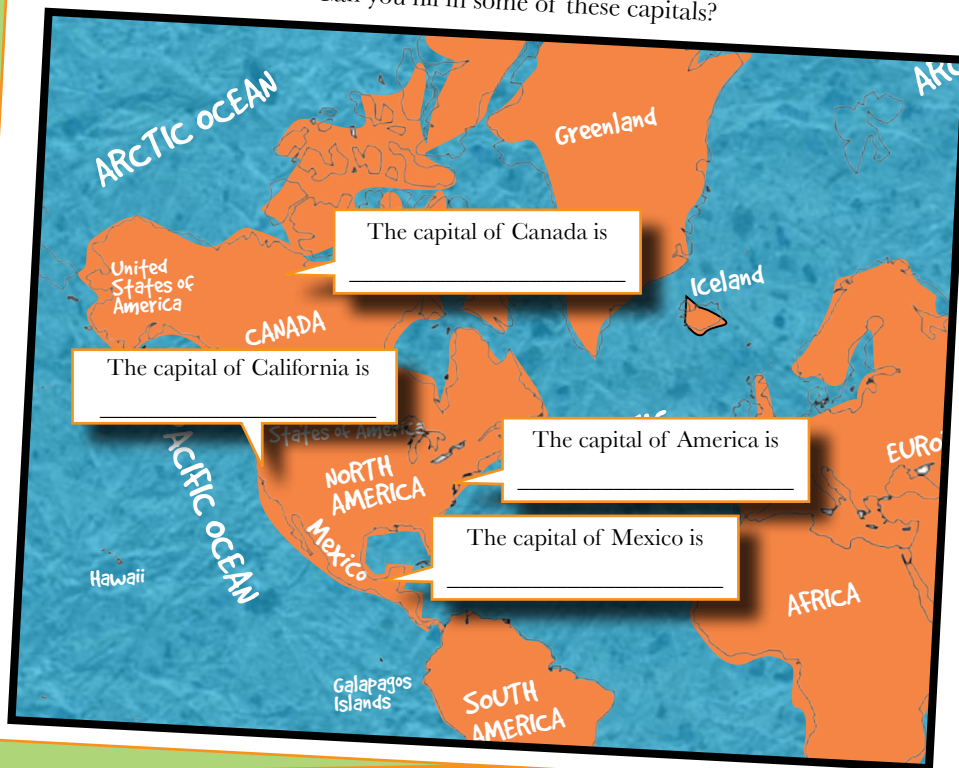 Can you fill in some of these capitals?
ARCTIC OCEAN
ARC
Greenland
The capital of Canada is
Iceland
United
States of
America
CANADA
The capital of California is
States of Ame
The capital of America is
EURO
NORTH
AMERICA
ACIFIC OCEAN
The capital of Mexico is
Mexico
Hawaii
AFRICA
Galapagos
Islands
SOUTH
AMERICA